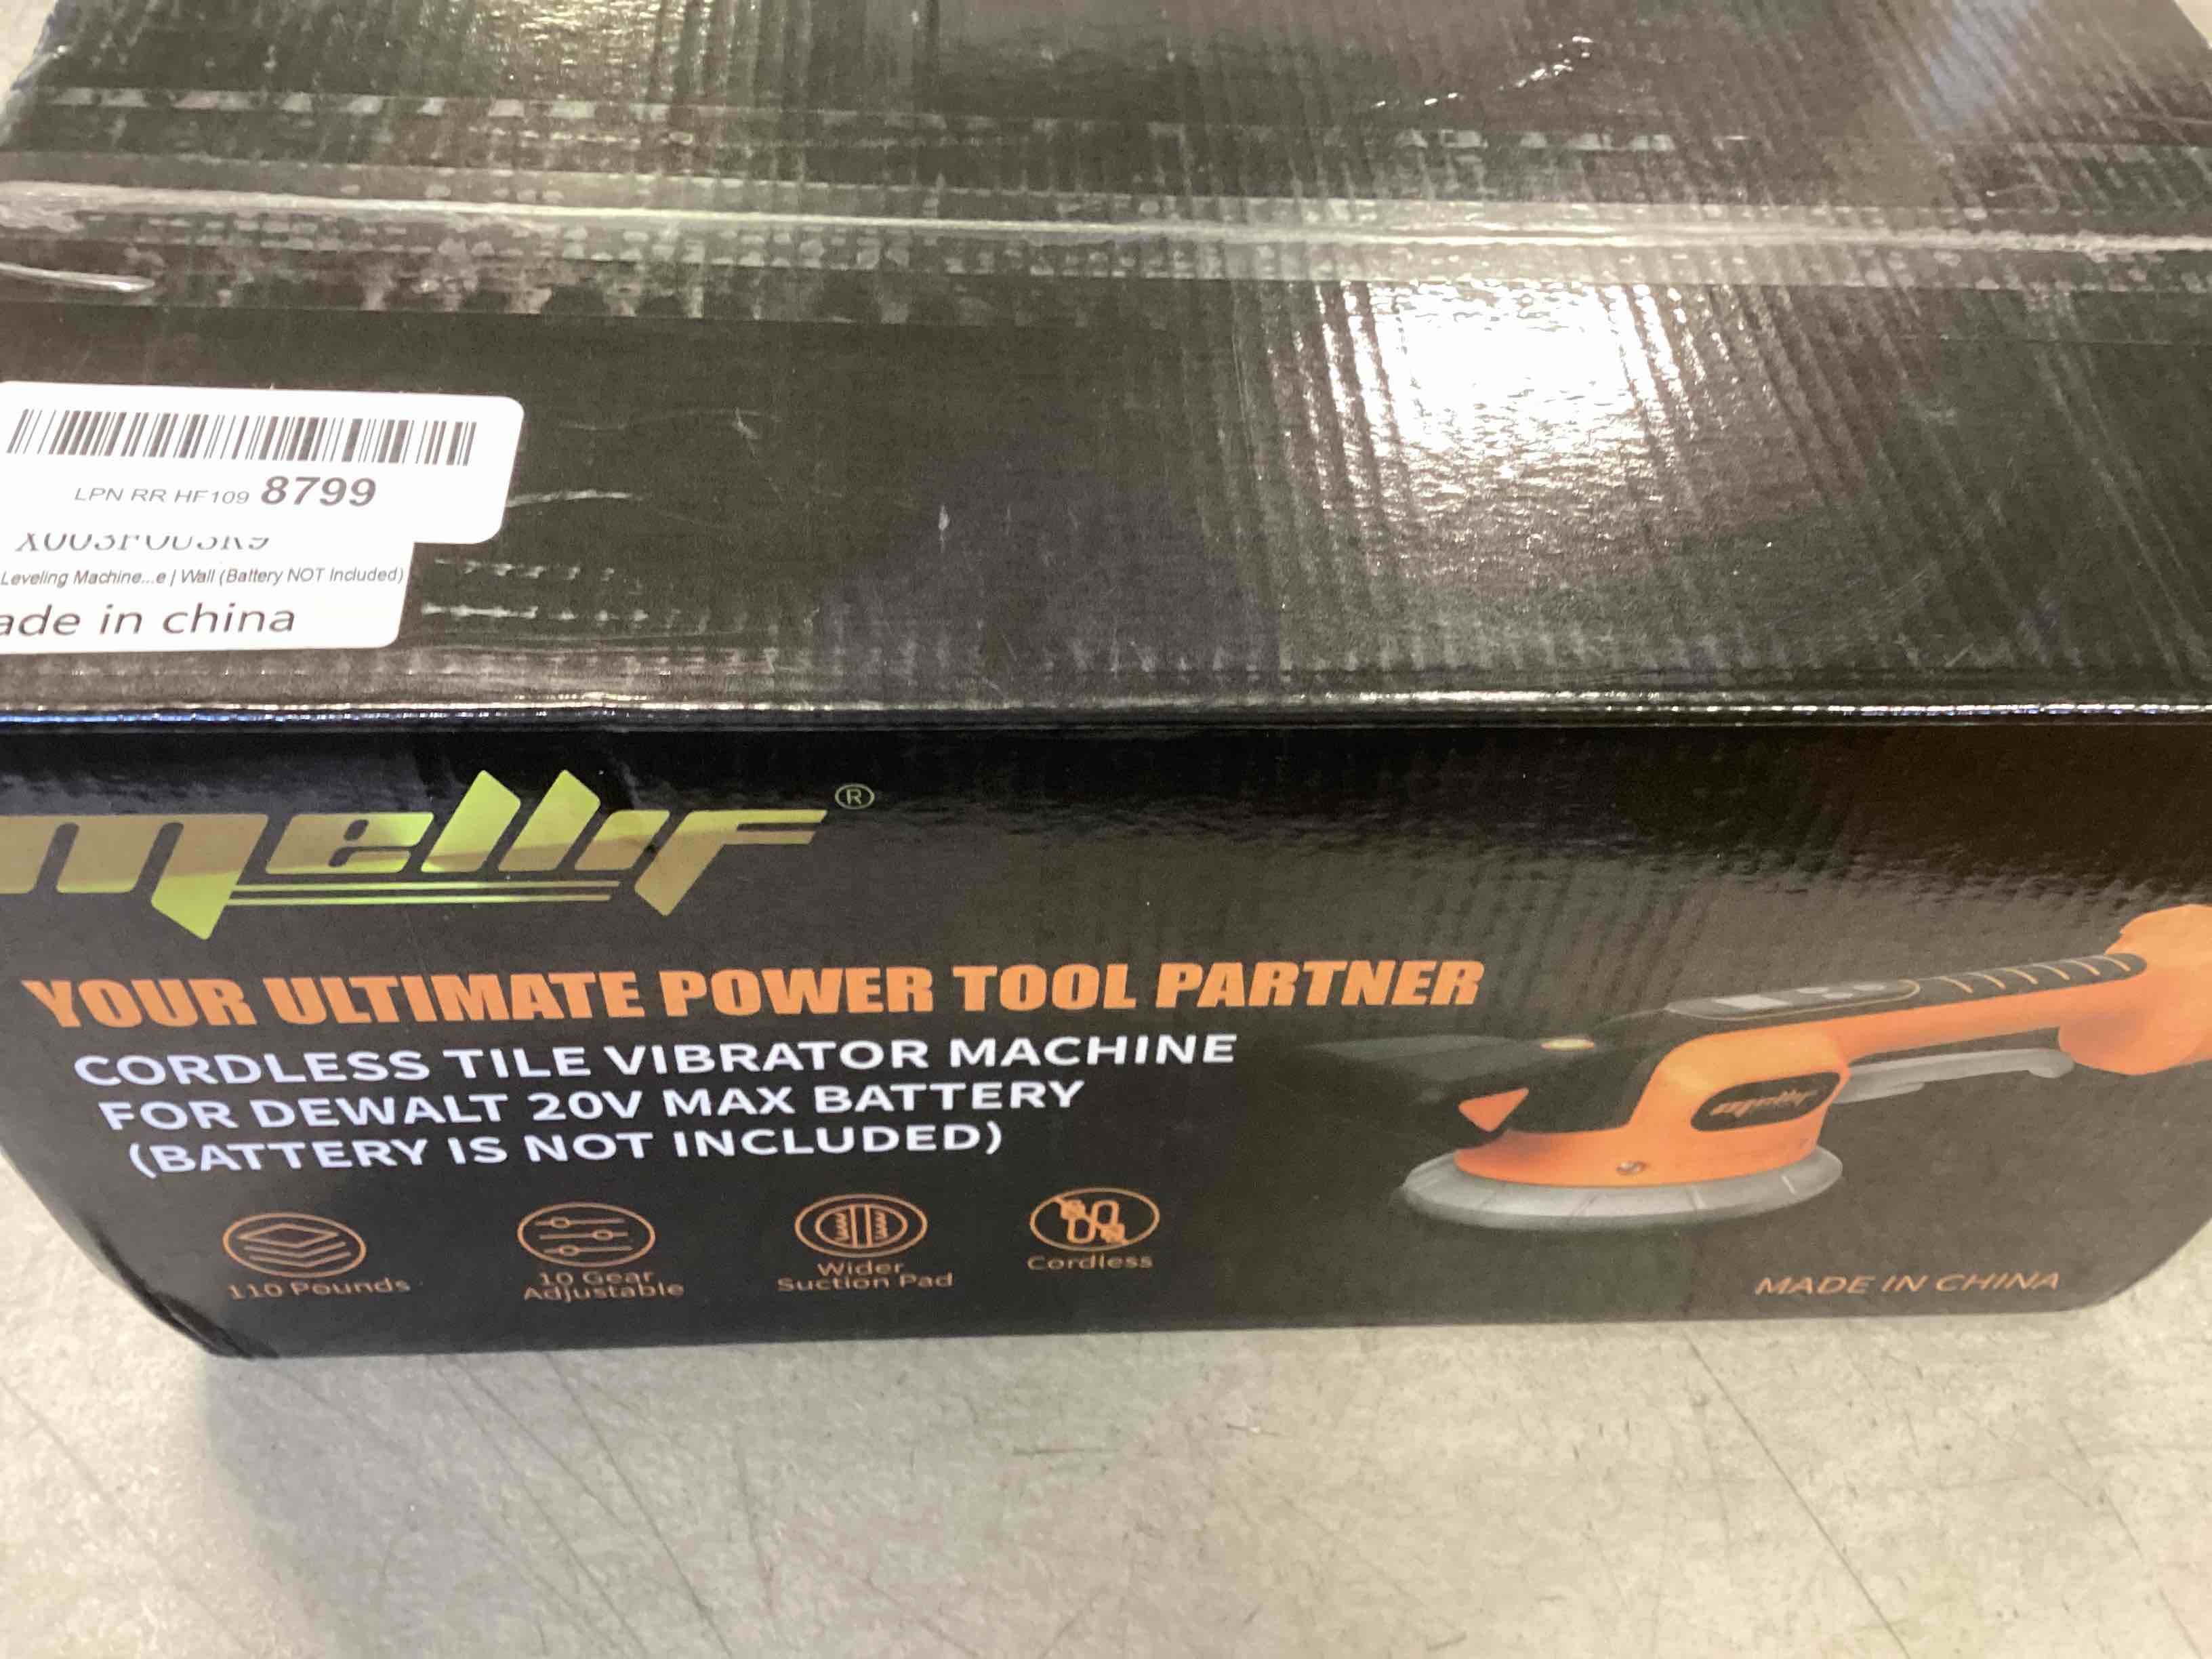 LPN RR HF109 8799
Leveling Machine...e | Wall (Battery NOT Included)
ade in china
mellif®
YOUR ULTIMATE POWER TOOL PARTNER
CORDLESS TILE VIBRATOR MACHINE
FOR DEWALT 20V MAX BATTERY
(BATTERY IS NOT INCLUDED)
mellif
110 Pounds
10 Gear
Adjustable
Wider
Suction Pad
Cordless
MADE IN CHINA